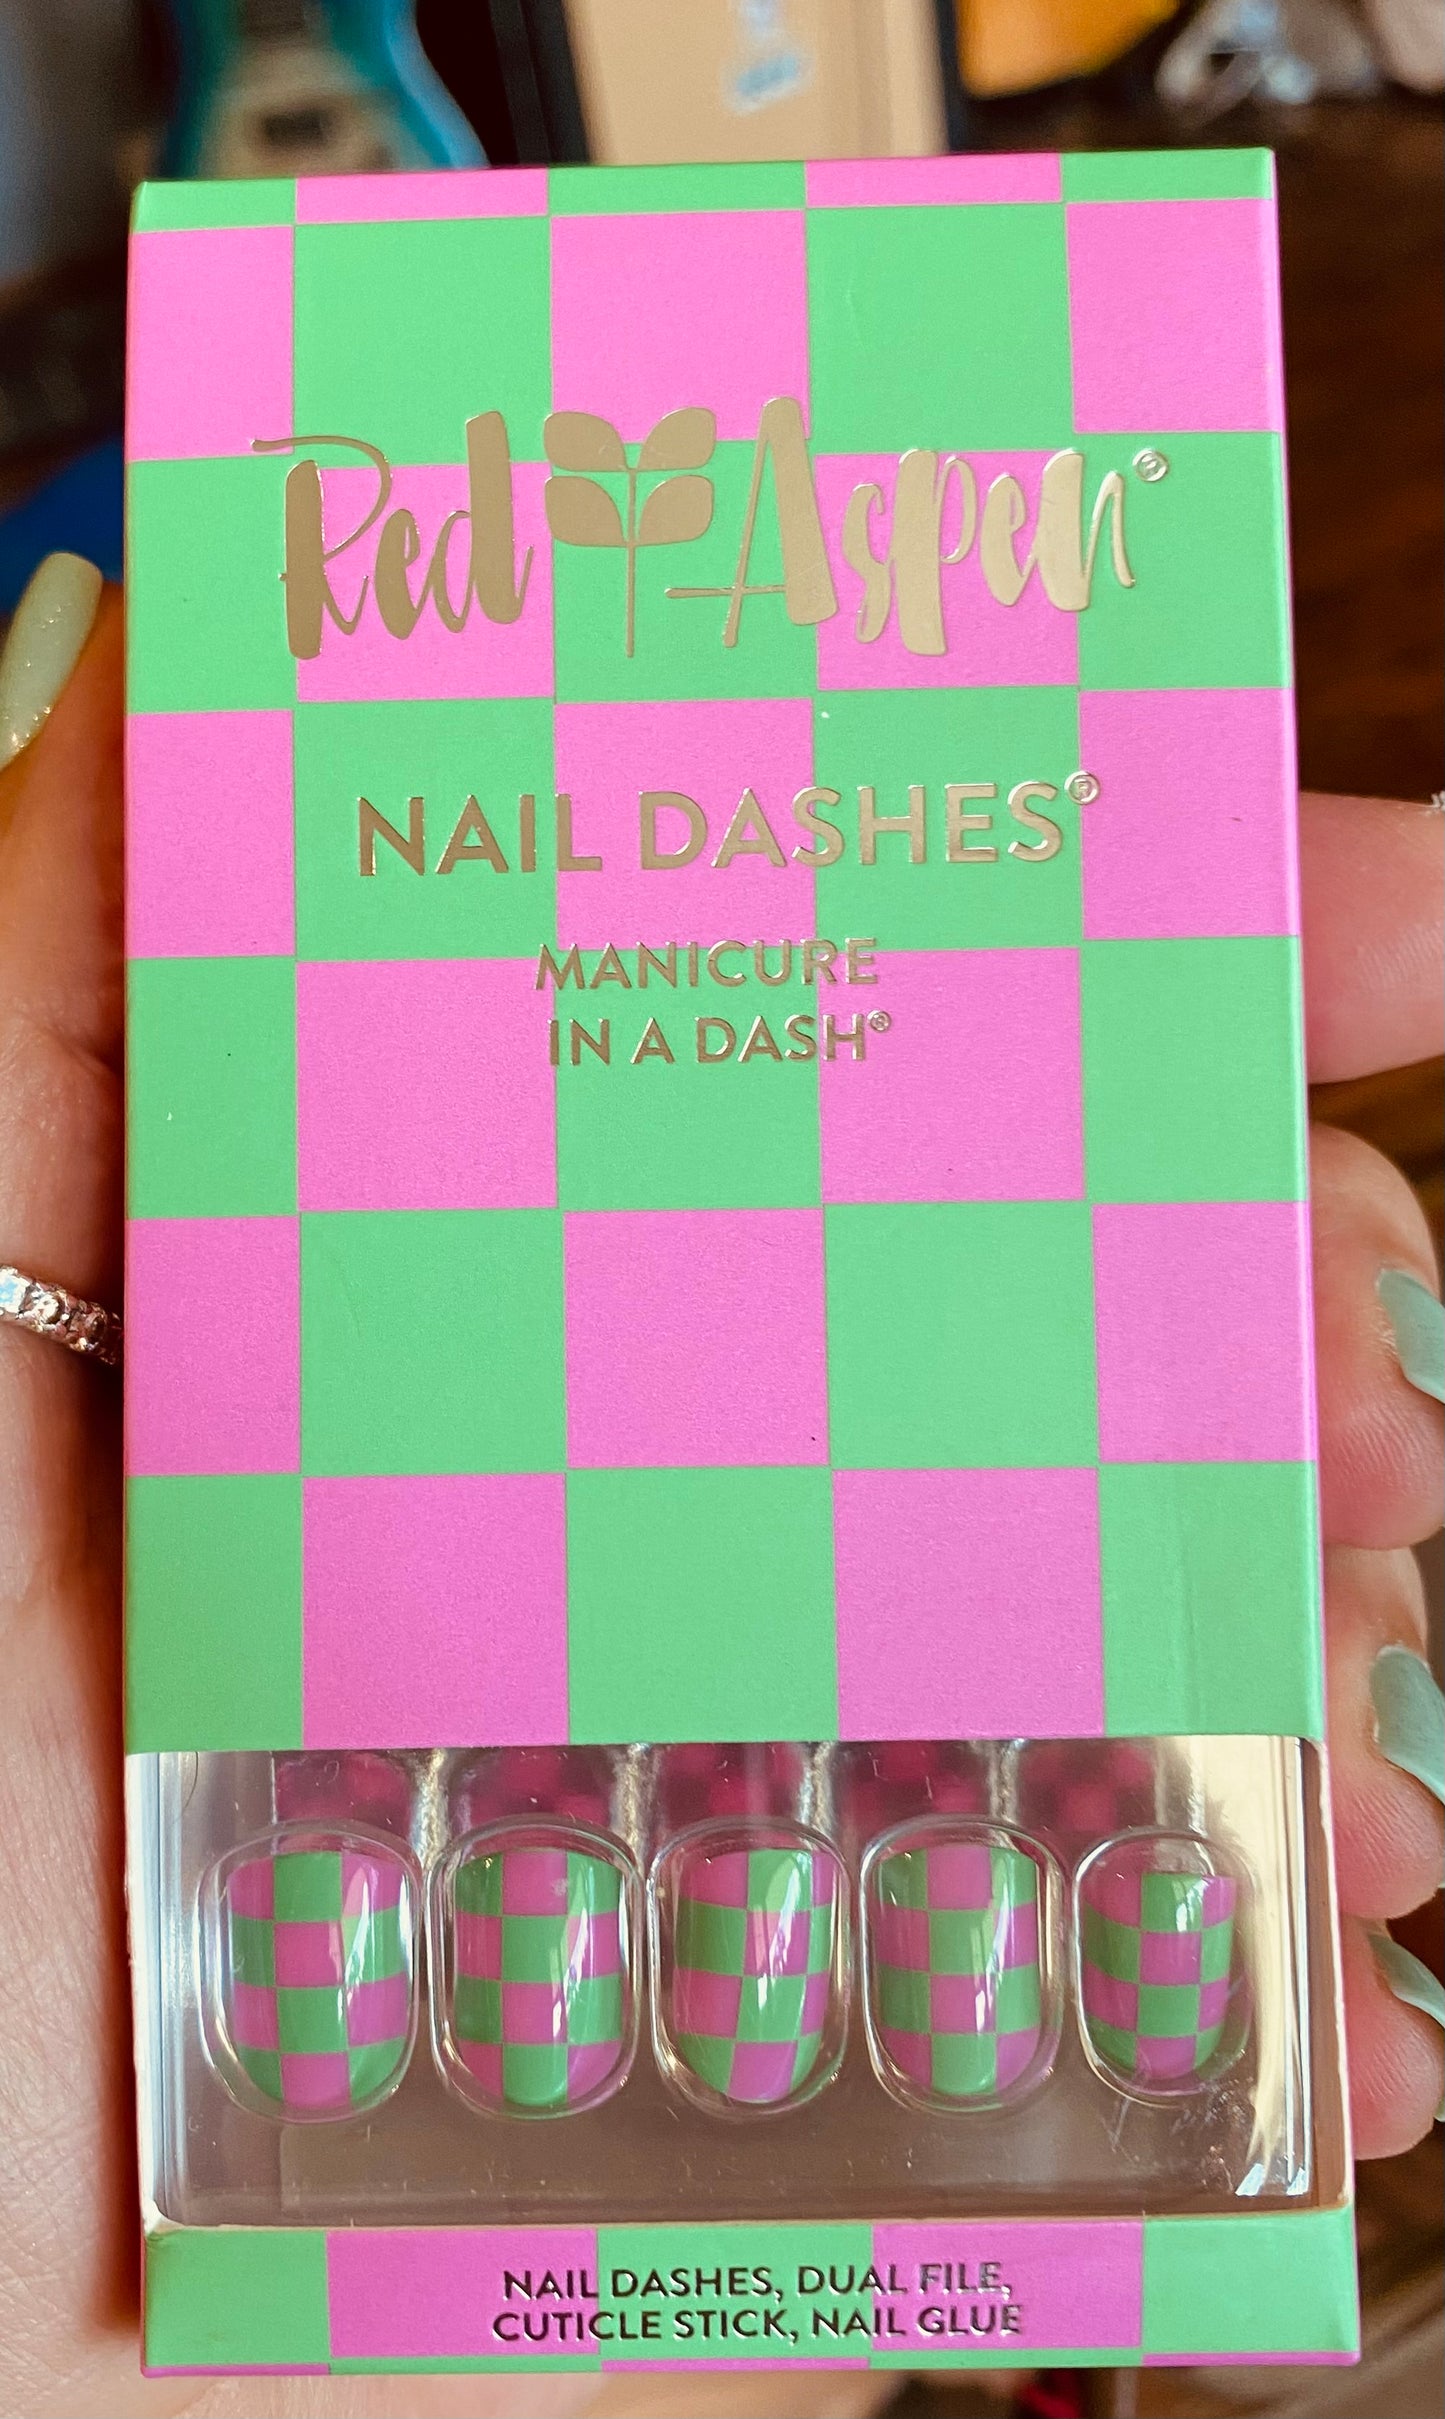 Red Aspen®
NAIL DASHES®
MANICURE
IN A DASH®
NAIL DASHES, DUAL FILE,
CUTICLE STICK, NAIL GLUE